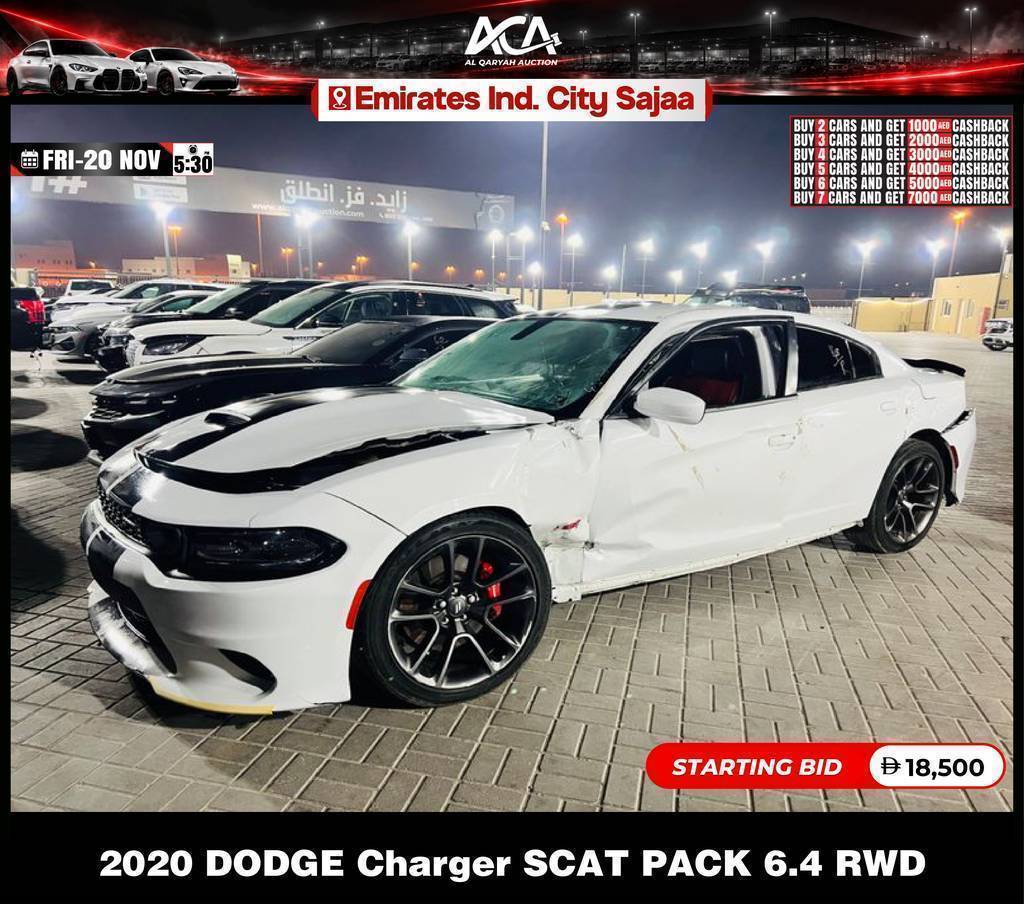 ACA
AL QARYAH AUCTION
Emirates Ind. City Sajaa
FRI-20 NOV 5:30
BUY 2 CARS AND GET 1000 AED CASHBACK
BUY 3 CARS AND GET 2000 AED CASHBACK
BUY 4 CARS AND GET 3000 AED CASHBACK
BUY 5 CARS AND GET 4000 AED CASHBACK
BUY 6 CARS AND GET 5000 AED CASHBACK
BUY 7 CARS AND GET 7000 AED CASHBACK
زايد. فز. انطلق
STARTING BID 18,500
2020 DODGE Charger SCAT PACK 6.4 RWD